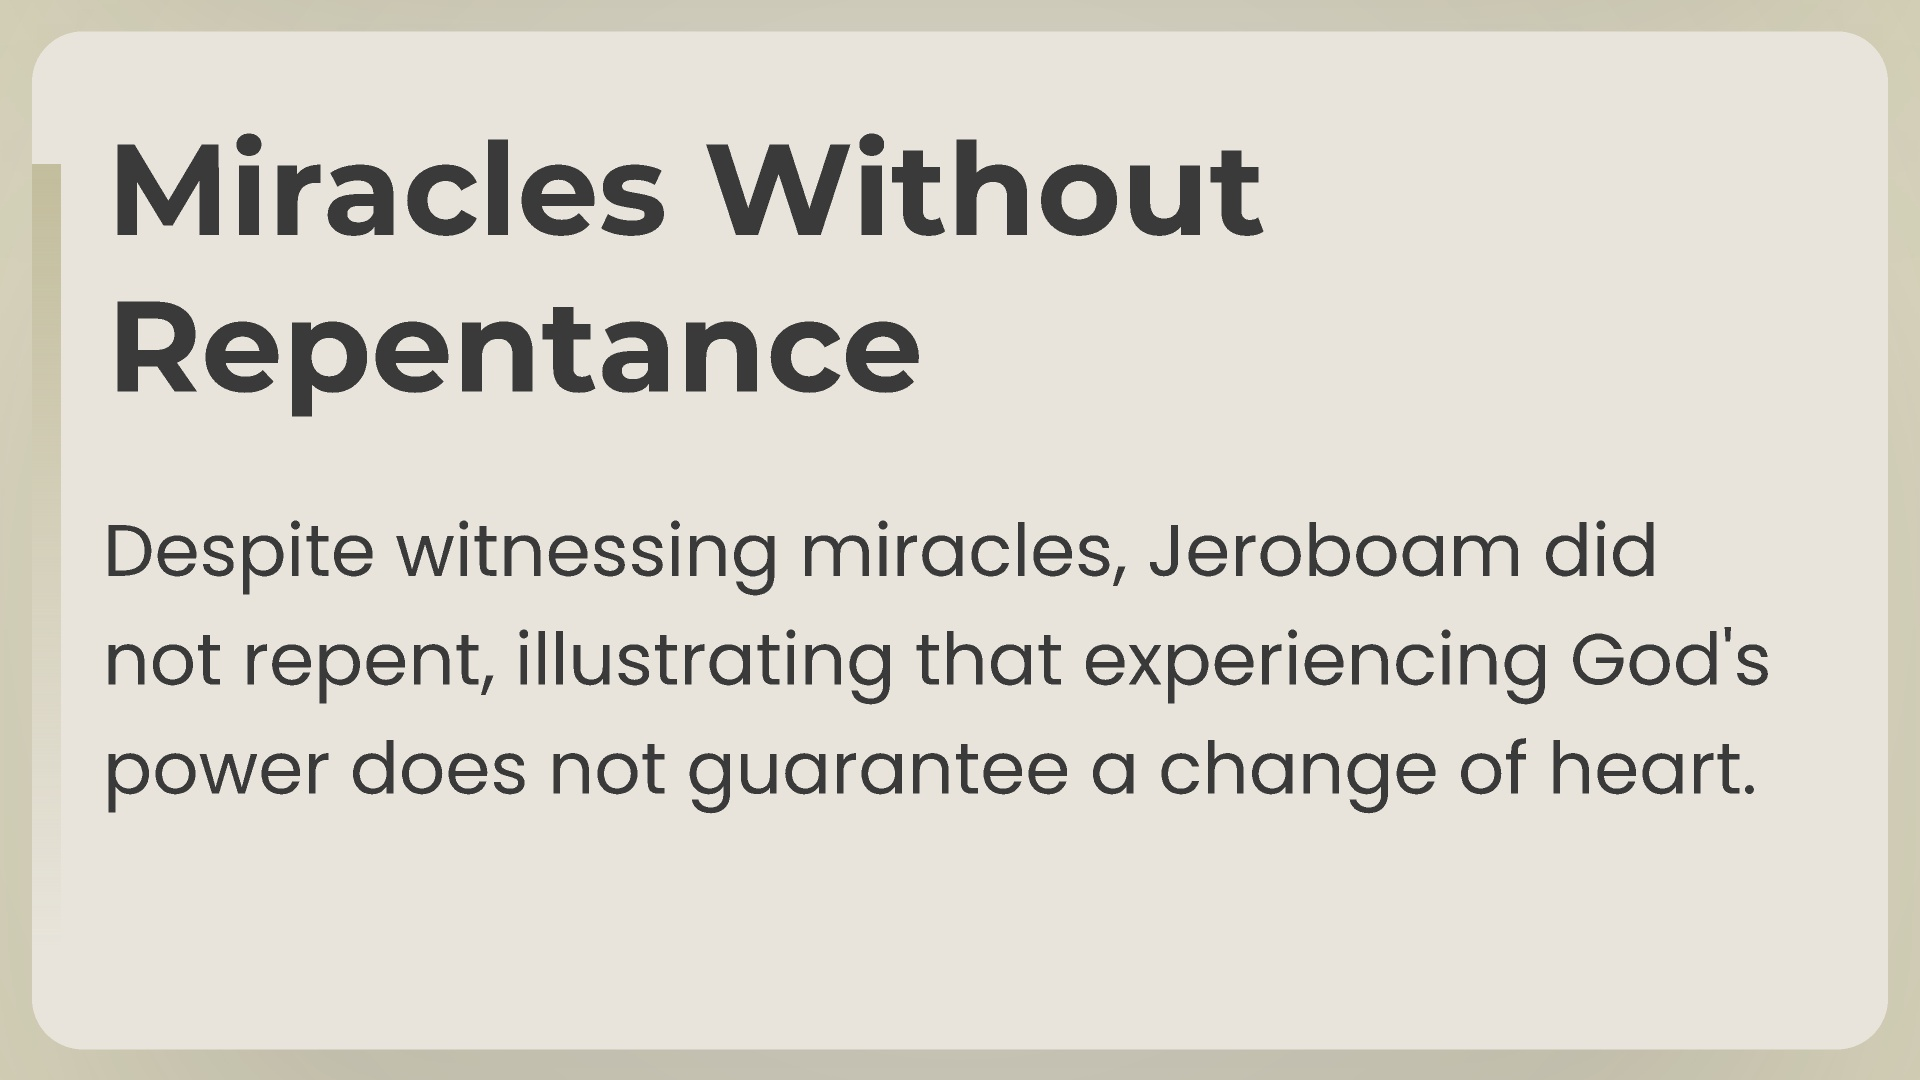 Miracles Without
Repentance
Despite witnessing miracles, Jeroboam did
not repent, illustrating that experiencing God's
power does not guarantee a change of heart.